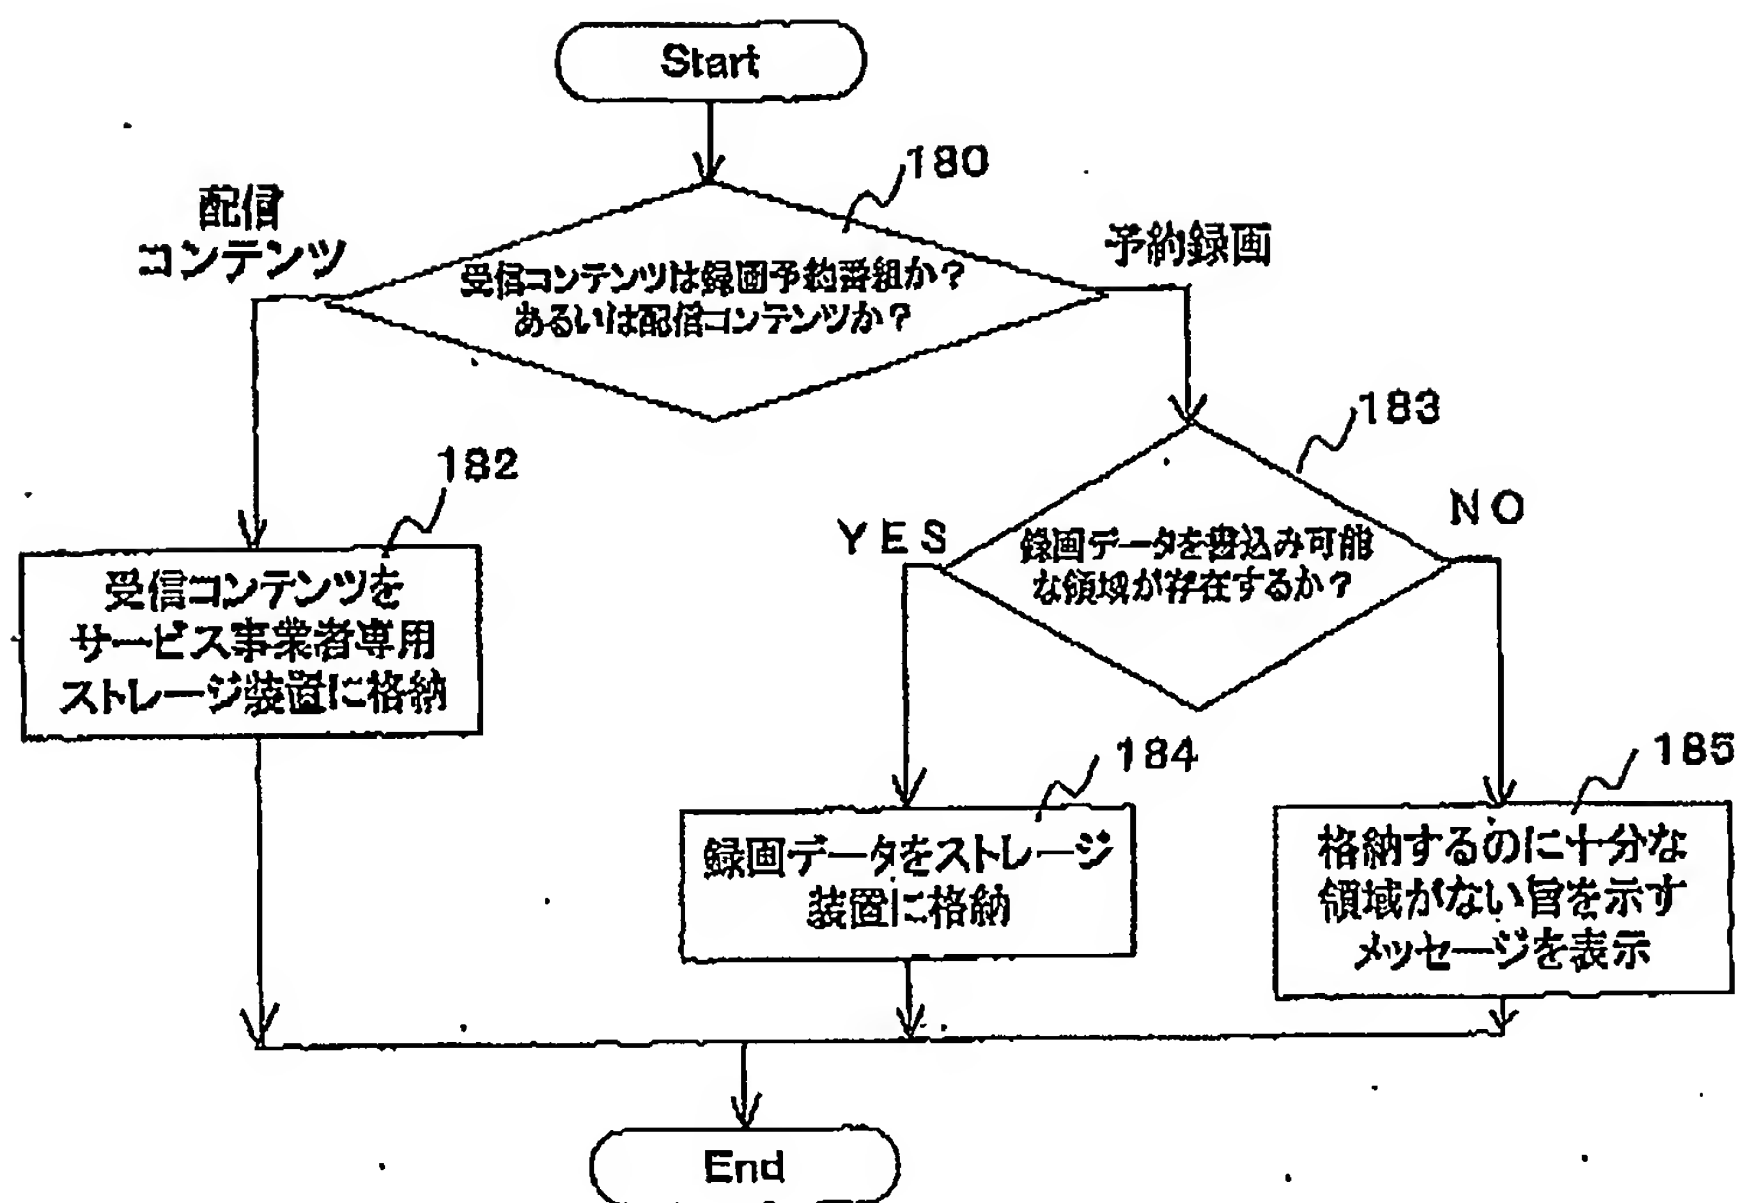 Start
180
配信
コンテンツ
予約録画
受信コンテンツは録画予約番組か?
あるいは配信コンテンツか?
183
182
YES
NO
録画データを書込み可能
な領域が存在するか?
受信コンテンツを
サービス事業者専用
ストレージ装置に格納
184
185
録画データをストレージ
装置に格納
格納するのに十分な
領域がない旨を示す
メッセージを表示
End